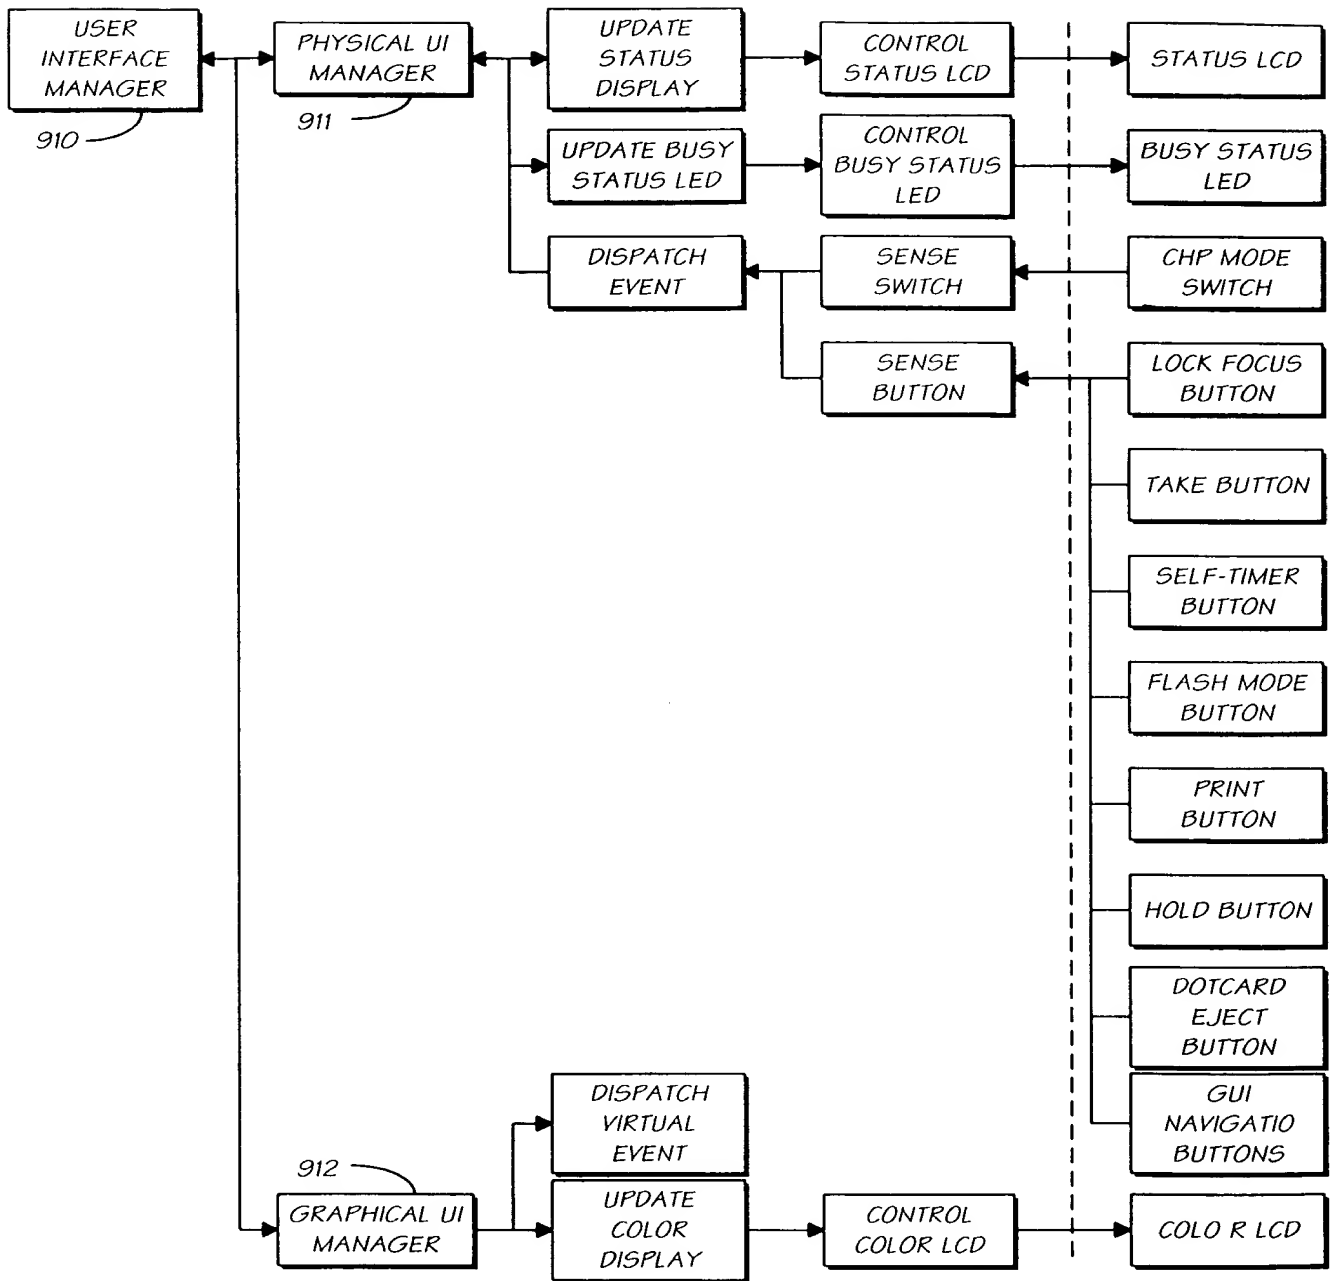 USER
INTERFACE
MANAGER
910
PHYSICAL UI
MANAGER
911
UPDATE
STATUS
DISPLAY
CONTROL
STATUS LCD
STATUS LCD
UPDATE BUSY
STATUS LED
CONTROL
BUSY STATUS
LED
BUSY STATUS
LED
DISPATCH
EVENT
SENSE
SWITCH
CHP MODE
SWITCH
SENSE
BUTTON
LOCK FOCUS
BUTTON
TAKE BUTTON
SELF-TIMER
BUTTON
FLASH MODE
BUTTON
PRINT
BUTTON
HOLD BUTTON
DOTCARD
EJECT
BUTTON
GUI
NAVIGATIO
BUTTONS
DISPATCH
VIRTUAL
EVENT
912
GRAPHICAL UI
MANAGER
UPDATE
COLOR
DISPLAY
CONTROL
COLOR LCD
COLO R LCD